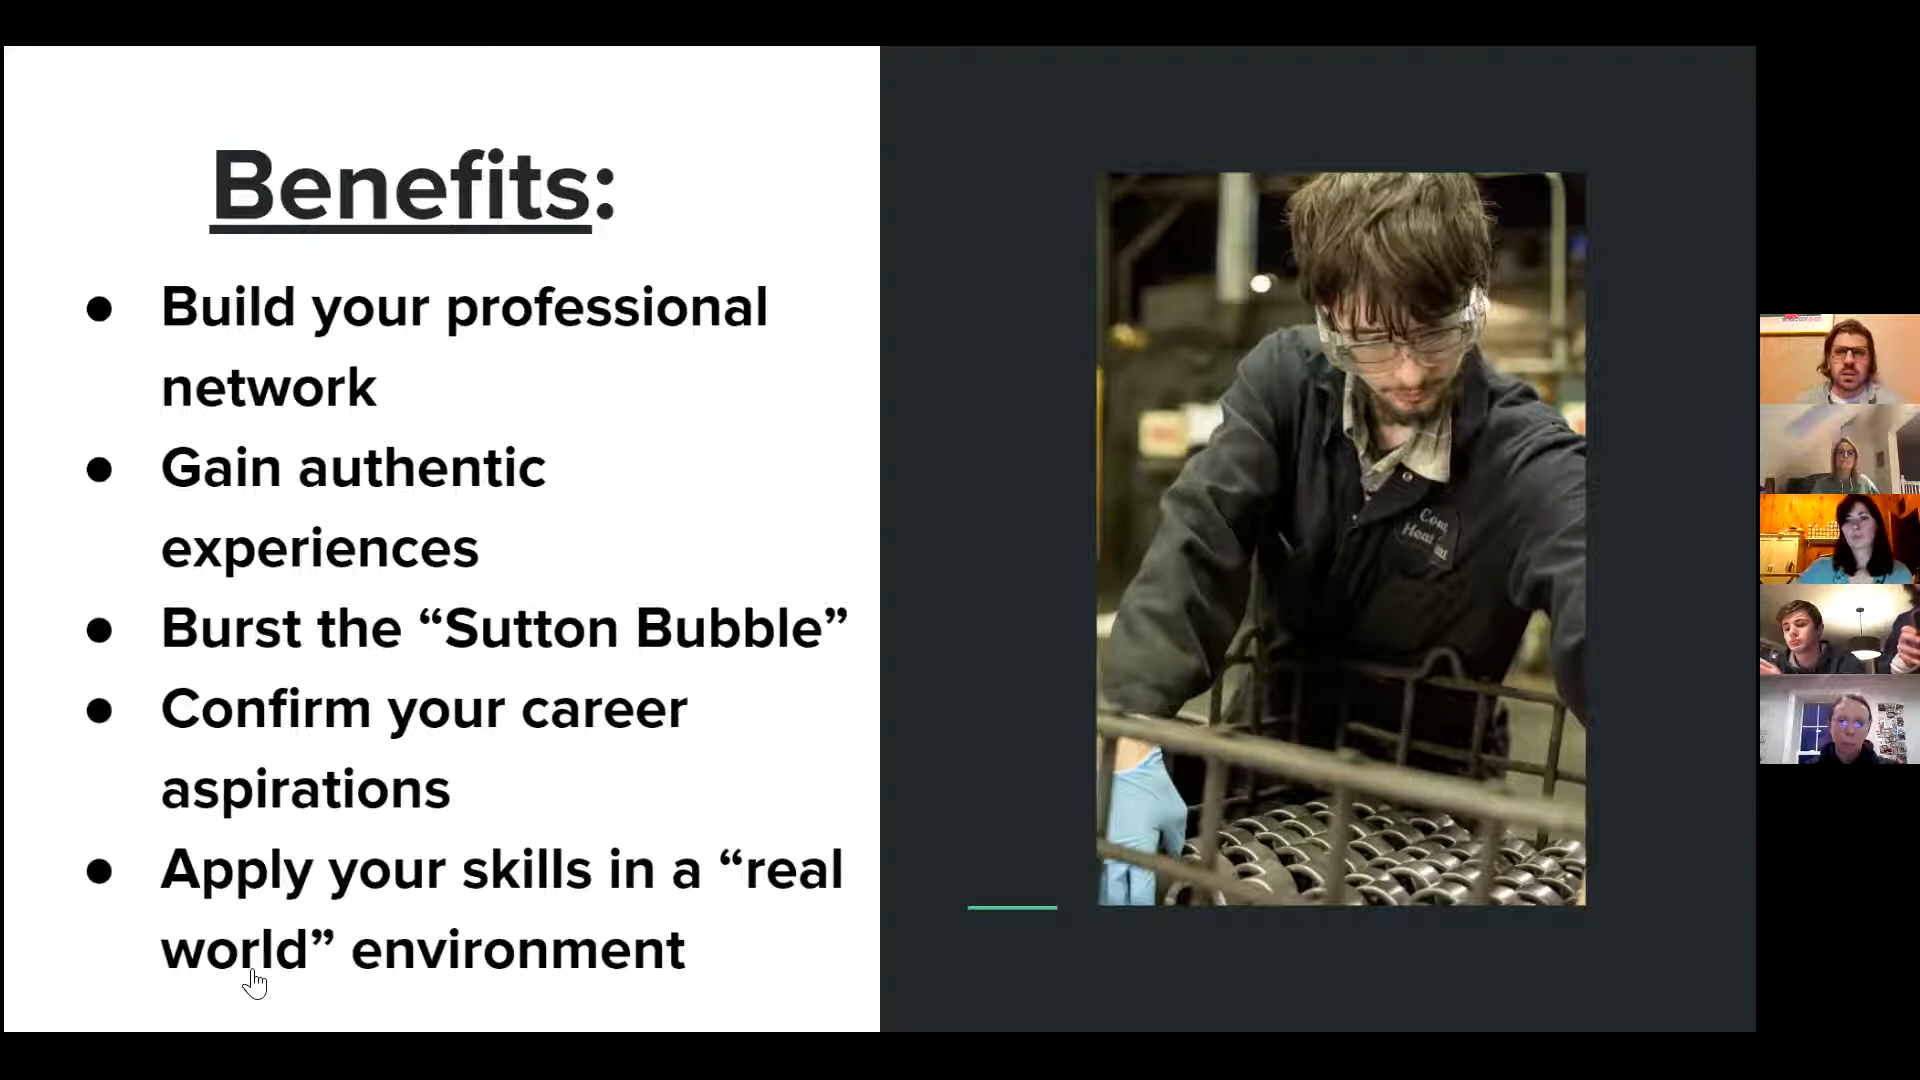 Benefits:
● Build your professional
network
● Gain authentic
experiences
● Burst the “Sutton Bubble”
● Confirm your career
aspirations
● Apply your skills in a “real
world” environment